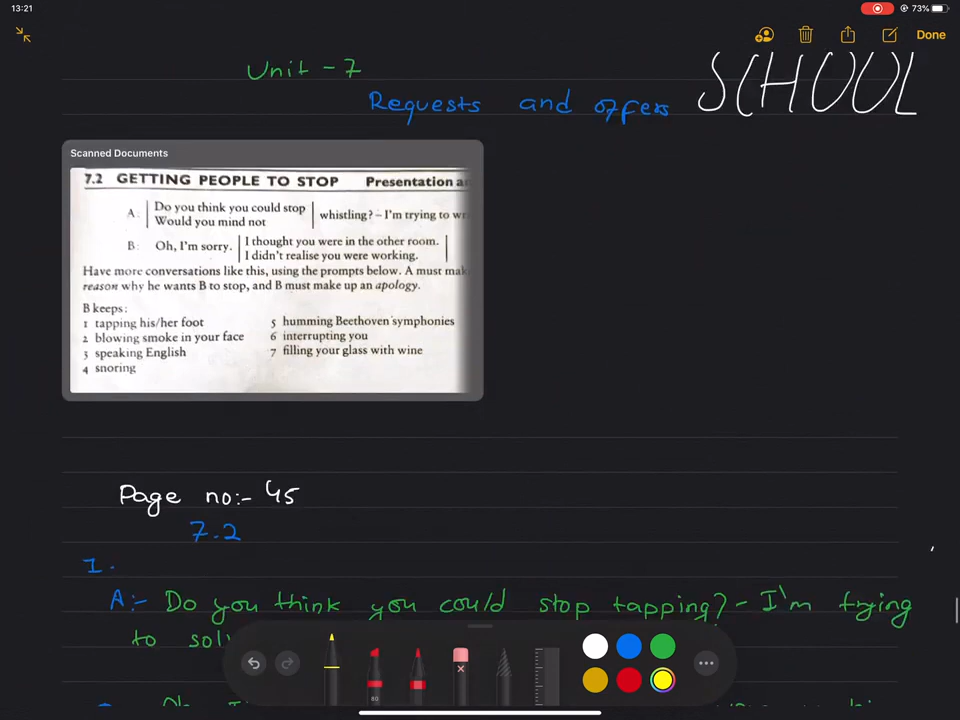 13:21
73%
Done
Unit - 7
SCHOOL
Requests and offers
Scanned Documents
7.2 GETTING PEOPLE TO STOP Presentation
A: Do you think you could stop
Would you mind not
whistling? – I'm trying to
B: Oh, I'm sorry. I thought you were in the other room.
I didn't realise you were working.
Have more conversations like this, using the prompts below. A must
reason why he wants B to stop, and B must make up an apology.
B keeps:
1 tapping his/her foot
2 blowing smoke in your face
3 speaking English
4 snoring
5 humming Beethoven symphonies
6 interrupting you
7 filling your glass with wine
Page no:- 45
7.2
1.
A:- Do you think you could stop tapping? - I'm trying
to
80